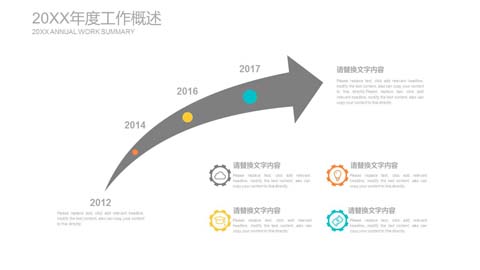 20XX年度工作概述
20XX ANNUAL WORK SUMMARY
2017
2016
2014
2012
Please replace text, click add relevant headline, modify the text content, also can copy your content to this directly.
请替换文字内容
Please replace text, click add relevant headline, modify the text content, also can copy your content to this directly.Please replace text, click add relevant headline, modify the text content, also can copy your content to this directly.
请替换文字内容
Please replace text, click add relevant headline, modify the text content, also can copy your content to this directly.
请替换文字内容
Please replace text, click add relevant headline, modify the text content, also can copy your content to this directly.
请替换文字内容
Please replace text, click add relevant headline, modify the text content, also can copy your content to this directly.
请替换文字内容
Please replace text, click add relevant headline, modify the text content, also can copy your content to this directly.